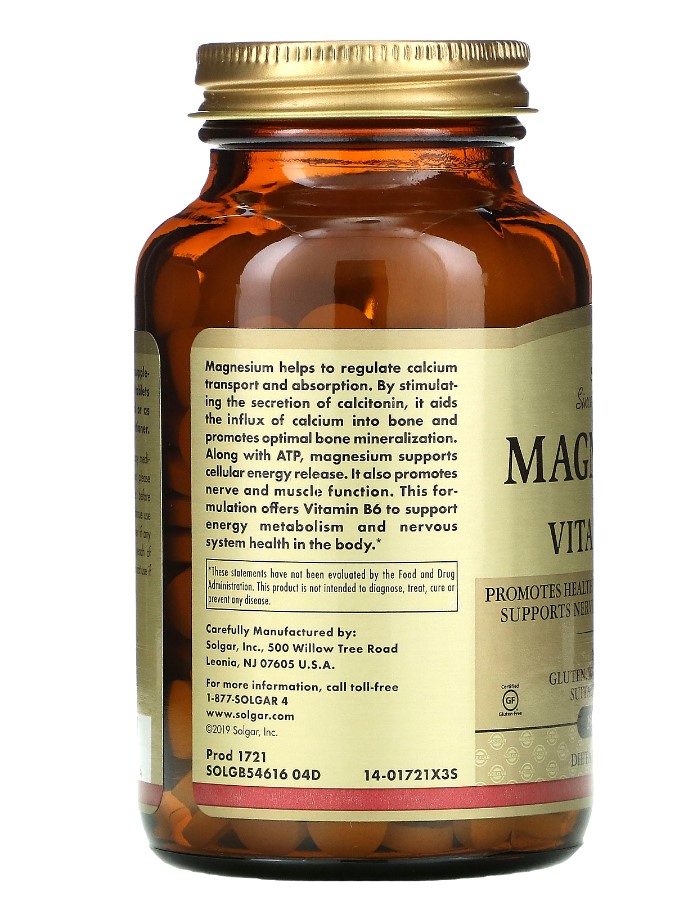 Magnesium helps to regulate calcium
transport and absorption. By stimulat-
ing the secretion of calcitonin, it aids
the influx of calcium into bone and
promotes optimal bone mineralization.
Along with ATP, magnesium supports
cellular energy release. It also promotes
nerve and muscle function. This for-
mulation offers Vitamin B6 to support
energy metabolism and nervous
system health in the body.*
*These statements have not been evaluated by the Food and Drug
Administration. This product is not intended to diagnose, treat, cure or
prevent any disease.
Carefully Manufactured by:
Solgar, Inc., 500 Willow Tree Road
Leonia, NJ 07605 U.S.A.
For more information, call toll-free
1-877-SOLGAR 4
www.solgar.com
©2019 Solgar, Inc.
Prod 1721
SOLGB54616 04D 14-01721X3S
MAGN
VITA
PROMOTES HEALTH
SUPPORTS NERV
Certified
GF
Gluten-Free
GLUTEN, W